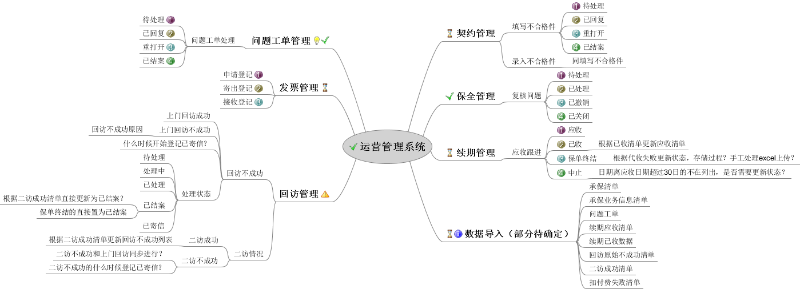 运营管理系统
问题工单管理
问题工单处理
待处理
已回复
重打开
已结案
发票管理
申请登记
寄出登记
接收登记
回访管理
回访不成功
上门回访成功
上门回访不成功
回访不成功原因
什么时候开始登记已寄信?
处理状态
待处理
处理中
已处理
已结案
根据二访成功清单直接更新为已结案?
保单终结的直接置为已结案
已寄信
二访情况
二访成功
根据二访成功清单更新回访不成功列表
二访不成功
二访不成功和上门回访同步进行?
二访不成功的什么时候登记已寄信?
契约管理
填写不合格件
待处理
已回复
重打开
已结案
录入不合格件
同填写不合格件
保全管理
复核问题
待处理
已处理
已撤销
已关闭
续期管理
应收跟进
应收
已收
根据已收清单更新应收清单
保单终结
根据代收失败更新状态,存储过程?手工处理excel上传?
中止
日期离应收日期超过30日的不在列出,是否需要更新状态?
数据导入(部分待确定)
承保清单
承保业务信息清单
问题工单
续期应收清单
续期已收数据
回访原始不成功清单
二访成功清单
扣付费失败清单